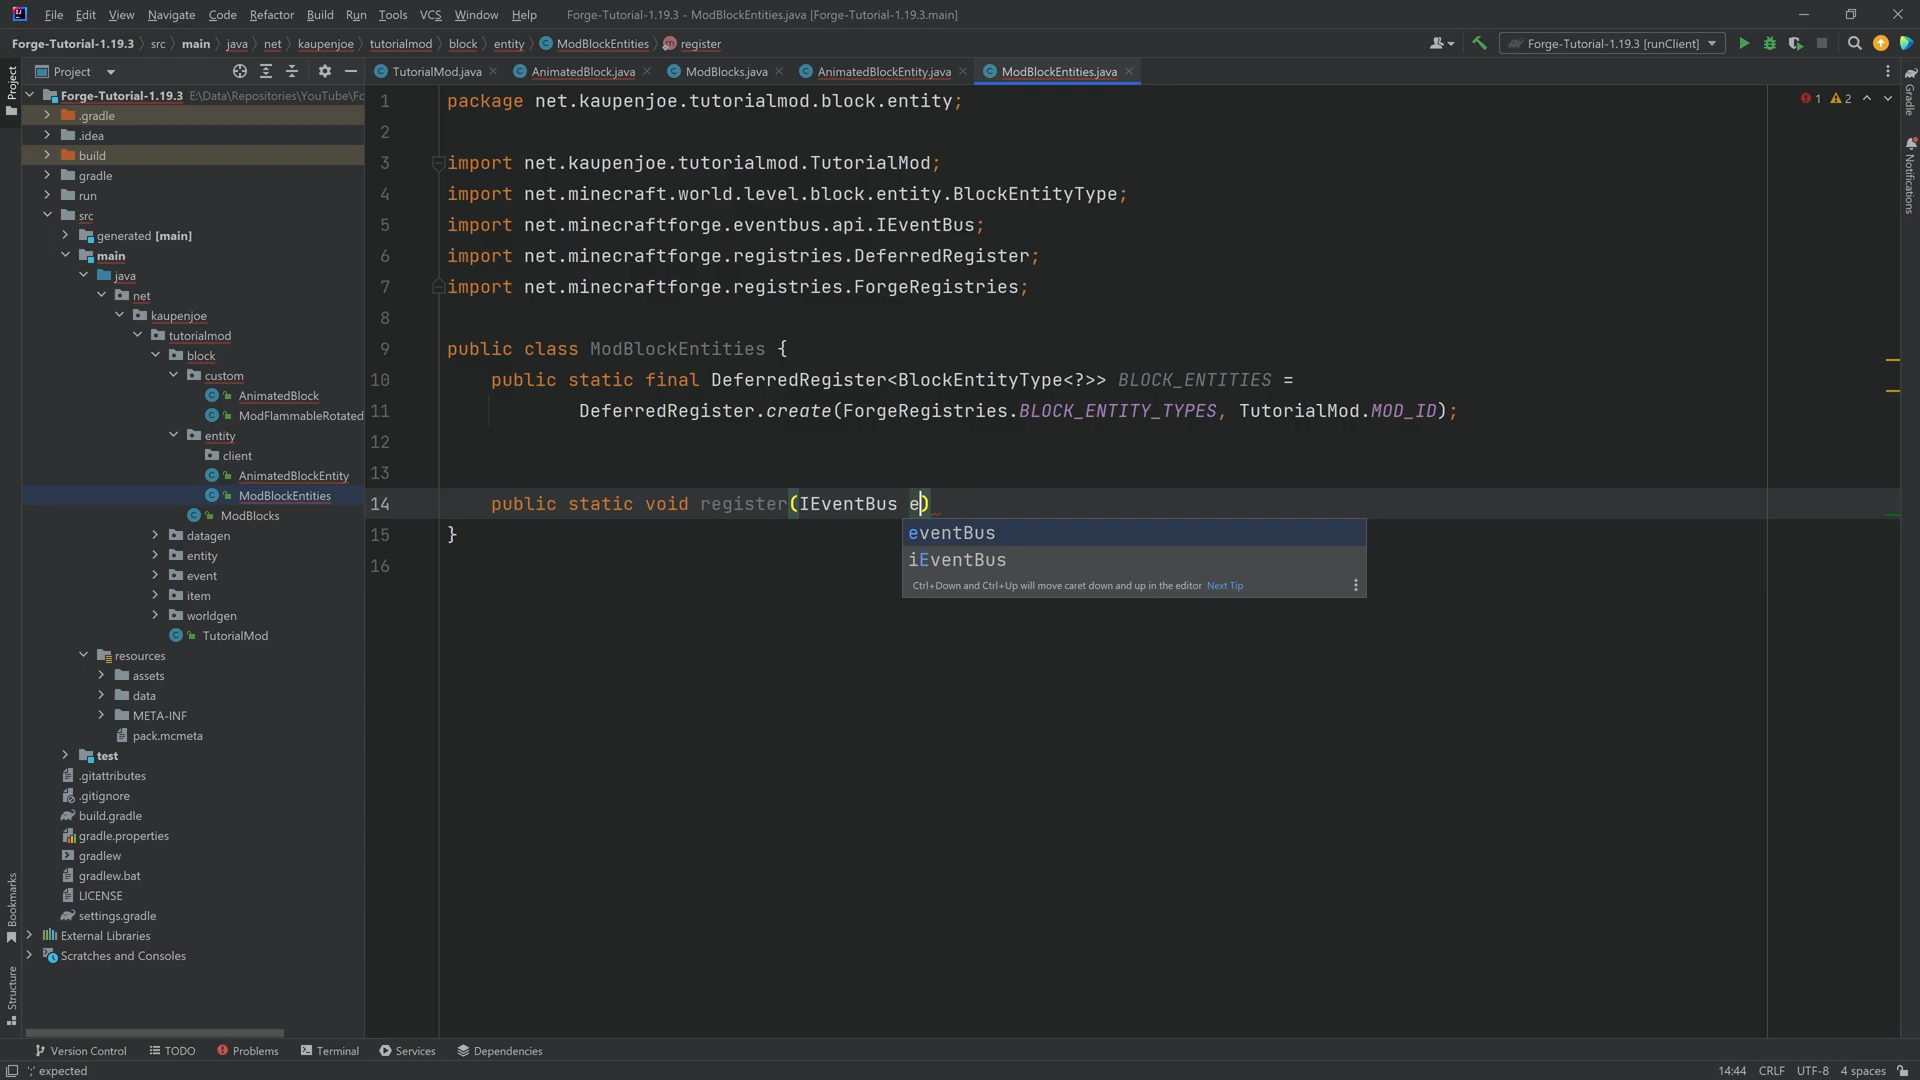 File Edit View Navigate Code Refactor Build Run Tools VCS Window Help Forge-Tutorial-1.19.3 - ModBlockEntities.java [Forge-Tutorial-1.19.3.main]
Forge-Tutorial-1.19.3 src main java net kaupenjoe tutorialmod block entity ModBlockEntities register Forge-Tutorial-1.19.3 [runClient]
Project TutorialMod.java AnimatedBlock.java ModBlocks.java AnimatedBlockEntity.java ModBlockEntities.java
Project
Bookmarks
Structure
Forge-Tutorial-1.19.3 E:\Data\Repositories\YouTube\Fo
.gradle
.idea
build
gradle
run
src
generated [main]
main
java
net
kaupenjoe
tutorialmod
block
custom
AnimatedBlock
ModFlammableRotated
entity
client
AnimatedBlockEntity
ModBlockEntities
ModBlocks
datagen
entity
event
item
worldgen
TutorialMod
resources
assets
data
META-INF
pack.mcmeta
test
.gitattributes
.gitignore
build.gradle
gradle.properties
gradlew
gradlew.bat
LICENSE
settings.gradle
External Libraries
Scratches and Consoles
1 package net.kaupenjoe.tutorialmod.block.entity;
2
3 import net.kaupenjoe.tutorialmod.TutorialMod;
4 import net.minecraft.world.level.block.entity.BlockEntityType;
5 import net.minecraftforge.eventbus.api.IEventBus;
6 import net.minecraftforge.registries.DeferredRegister;
7 import net.minecraftforge.registries.ForgeRegistries;
8
9 public class ModBlockEntities {
10 public static final DeferredRegister<BlockEntityType<?>> BLOCK_ENTITIES =
11 DeferredRegister.create(ForgeRegistries.BLOCK_ENTITY_TYPES, TutorialMod.MOD_ID);
12
13
14 public static void register(IEventBus e)
15 }
16
eventBus
iEventBus
Ctrl+Down and Ctrl+Up will move caret down and up in the editor Next Tip
1 2
Gradle
Notifications
Version Control TODO Problems Terminal Services Dependencies
';' expected 14:44 CRLF UTF-8 4 spaces